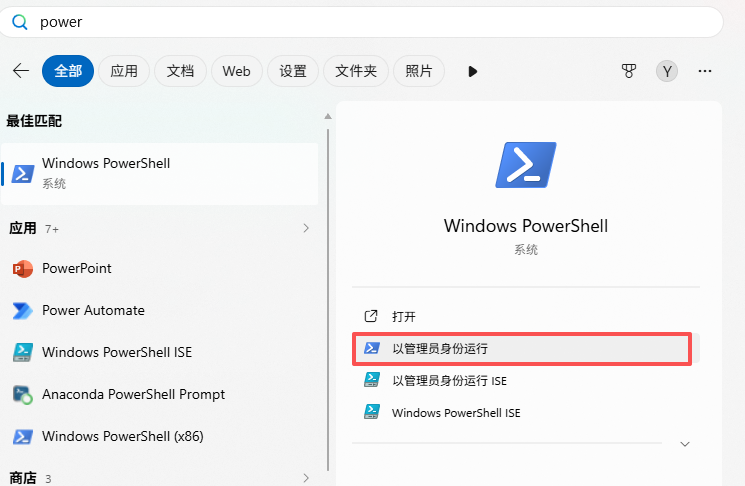 power
全部 应用 文档 Web 设置 文件夹 照片 Y
最佳匹配
Windows PowerShell
系统
应用 7+
PowerPoint
Power Automate
Windows PowerShell ISE
Anaconda PowerShell Prompt
Windows PowerShell (x86)
商店 3
Windows PowerShell
系统
打开
以管理员身份运行
以管理员身份运行 ISE
Windows PowerShell ISE